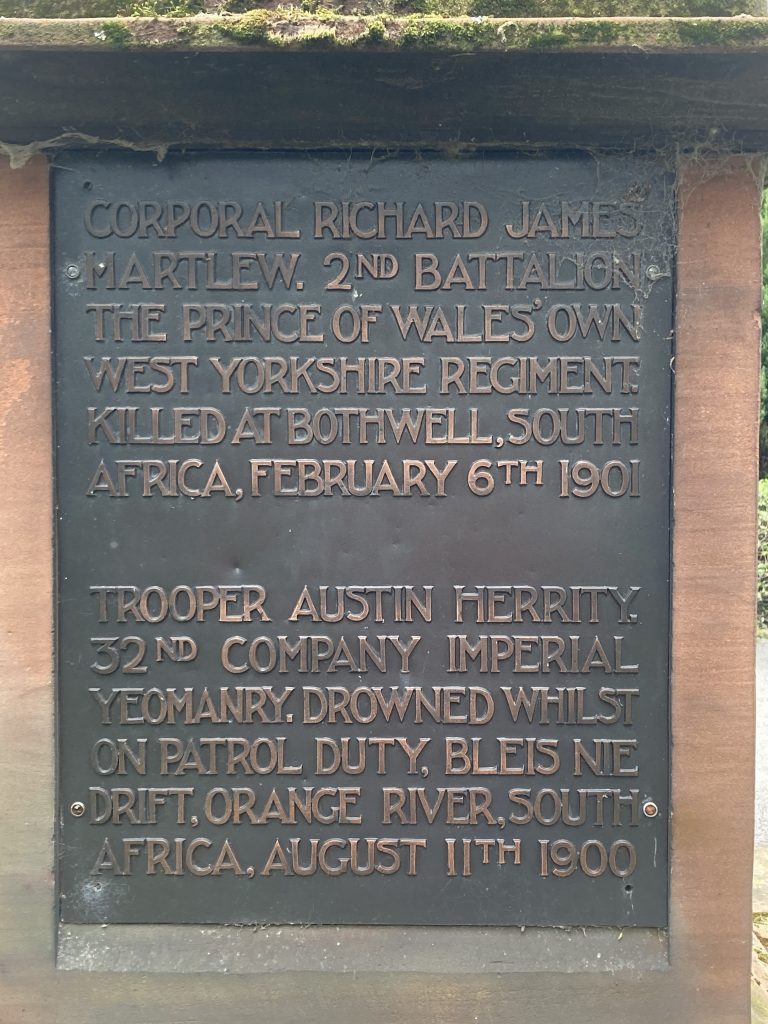 CORPORAL RICHARD JAMES
MARTLEW. 2ND BATTALION
THE PRINCE OF WALES' OWN
WEST YORKSHIRE REGIMENT.
KILLED AT BOTHWELL, SOUTH
AFRICA, FEBRUARY 6TH 1901
TROOPER AUSTIN HERRITY.
32ND COMPANY IMPERIAL
YEOMANRY. DROWNED WHILST
ON PATROL DUTY, BLEIS NIE
DRIFT, ORANGE RIVER, SOUTH
AFRICA, AUGUST 11TH 1900